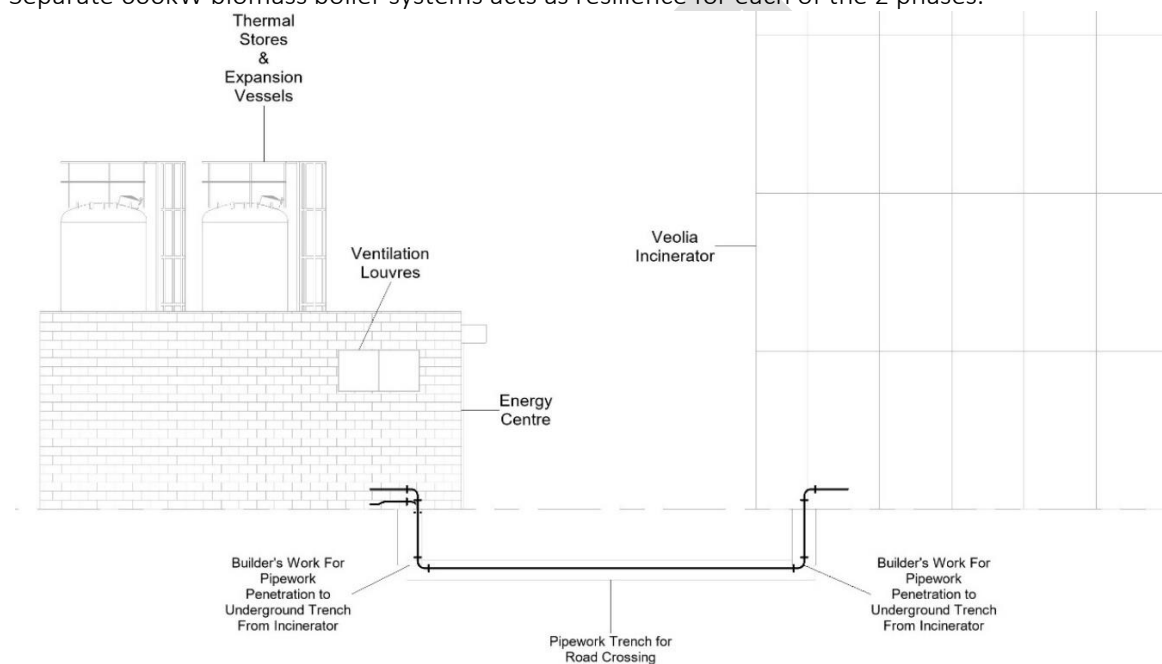 Separate 600kW biomass boiler systems acts as resilience for each of the 2 phases.
Thermal
Stores
&
Expansion
Vessels
Ventilation
Louvres
Veolia
Incinerator
Energy
Centre
Builder's Work For
Pipework
Penetration to
Underground Trench
From Incinerator
Pipework Trench for
Road Crossing
Builder's Work For
Pipework
Penetration to
Underground Trench
From Incinerator